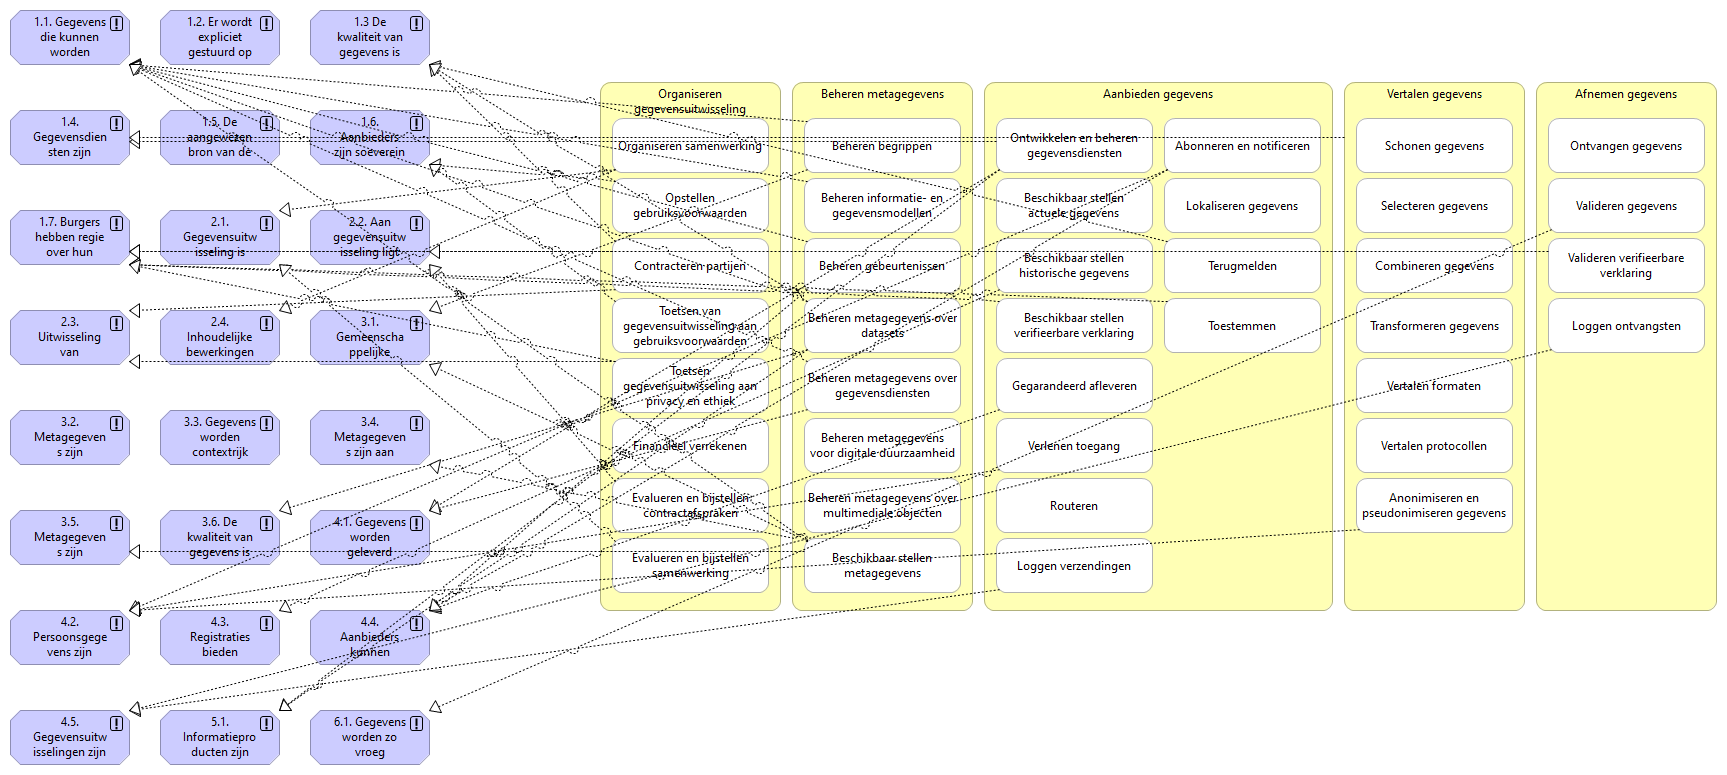 1.1. Gegevens
die kunnen
worden
1.2. Er wordt
expliciet
gestuurd op
1.3 De
kwaliteit van
gegevens is
1.4.
Gegevensdien
sten zijn
1.5. De
aangewezen
bron van de
1.6.
Aanbieders
zijn soeverein
1.7. Burgers
hebben regie
over hun
2.1.
Gegevensuitw
isseling is
2.2. Aan
gegevensuitw
isseling ligt
2.3.
Uitwisseling
van
2.4.
Inhoudelijke
bewerkingen
3.1.
Gemeenscha
ppelijke
3.2.
Metagegeven
s zijn
3.3. Gegevens
worden
contextrijk
3.4.
Metagegeven
s zijn aan
3.5.
Metagegeven
s zijn
3.6. De
kwaliteit van
gegevens is
4.1. Gegevens
worden
geleverd
4.2.
Persoonsgege
vens zijn
4.3.
Registraties
bieden
4.4.
Aanbieders
kunnen
4.5.
Gegevensuitw
isselingen zijn
5.1.
Informatiepro
ducten zijn
6.1. Gegevens
worden zo
vroeg
Organiseren
gegevensuitwisseling
Organiseren samenwerking
Opstellen
gebruiksvoorwaarden
Contracteren partijen
Toetsen van
gegevensuitwisseling aan
gebruiksvoorwaarden
Toetsen
gegevensuitwisseling aan
privacy en ethiek
Financieel verrekenen
Evalueren en bijstellen
contractafspraken
Evalueren en bijstellen
samenwerking
Beheren metagegevens
Beheren begrippen
Beheren informatie- en
gegevensmodellen
Beheren gebeurtenissen
Beheren metagegevens over
datasets
Beheren metagegevens over
gegevensdiensten
Beheren metagegevens
voor digitale duurzaamheid
Beheren metagegevens over
multimediale objecten
Beschikbaar stellen
metagegevens
Aanbieden gegevens
Ontwikkelen en beheren
gegevensdiensten
Beschikbaar stellen
actuele gegevens
Beschikbaar stellen
historische gegevens
Beschikbaar stellen
verifieerbare verklaring
Gegarandeerd afleveren
Verlenen toegang
Routeren
Loggen verzendingen
Abonneren en notificeren
Lokaliseren gegevens
Terugmelden
Toestemmen
Vertalen gegevens
Schonen gegevens
Selecteren gegevens
Combineren gegevens
Transformeren gegevens
Vertalen formaten
Vertalen protocollen
Anonimiseren en
pseudonimiseren gegevens
Afnemen gegevens
Ontvangen gegevens
Valideren gegevens
Valideren verifieerbare
verklaring
Loggen ontvangsten